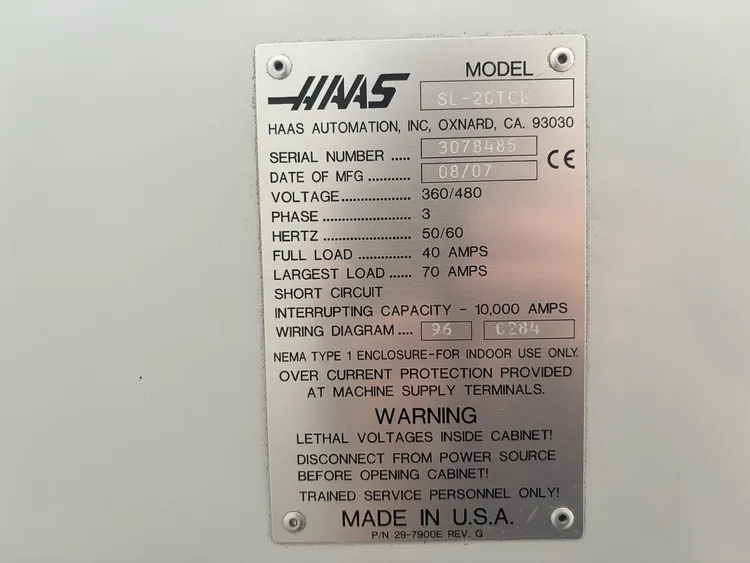 HAAS
MODEL
SL-20TCE
HAAS AUTOMATION, INC, OXNARD, CA. 93030
SERIAL NUMBER ..... 3078485
DATE OF MFG ........... 08/07
CE
VOLTAGE.................. 360/480
PHASE ....................... 3
HERTZ ....................... 50/60
FULL LOAD .............. 40 AMPS
LARGEST LOAD ...... 70 AMPS
SHORT CIRCUIT
INTERRUPTING CAPACITY - 10,000 AMPS
WIRING DIAGRAM .... 96 0284
NEMA TYPE 1 ENCLOSURE-FOR INDOOR USE ONLY.
OVER CURRENT PROTECTION PROVIDED
AT MACHINE SUPPLY TERMINALS.
WARNING
LETHAL VOLTAGES INSIDE CABINET!
DISCONNECT FROM POWER SOURCE
BEFORE OPENING CABINET!
TRAINED SERVICE PERSONNEL ONLY!
MADE IN U.S.A.
P/N 29-7900E REV. G